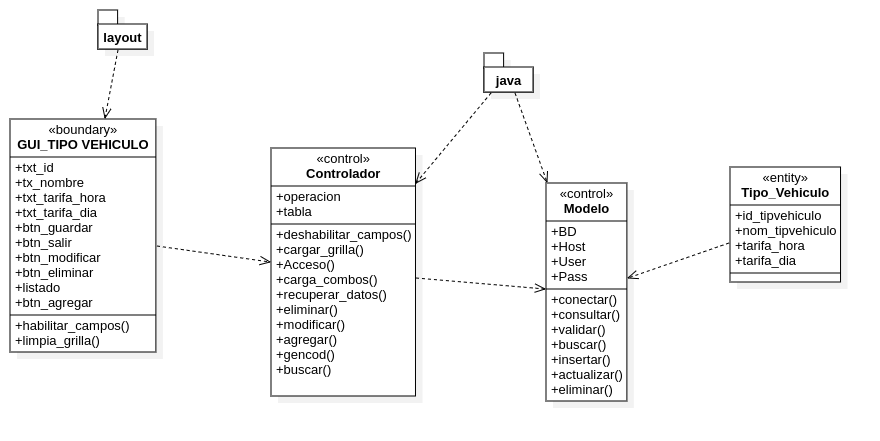 layout
java
«boundary»
GUI_TIPO VEHICULO
+txt_id
+tx_nombre
+txt_tarifa_hora
+txt_tarifa_dia
+btn_guardar
+btn_salir
+btn_modificar
+btn_eliminar
+listado
+btn_agregar
+habilitar_campos()
+limpia_grilla()
«control»
Controlador
+operacion
+tabla
+deshabilitar_campos()
+cargar_grilla()
+Acceso()
+carga_combos()
+recuperar_datos()
+eliminar()
+modificar()
+agregar()
+gencod()
+buscar()
«control»
Modelo
+BD
+Host
+User
+Pass
+conectar()
+consultar()
+validar()
+buscar()
+insertar()
+actualizar()
+eliminar()
«entity»
Tipo_Vehiculo
+id_tipvehiculo
+nom_tipvehiculo
+tarifa_hora
+tarifa_dia